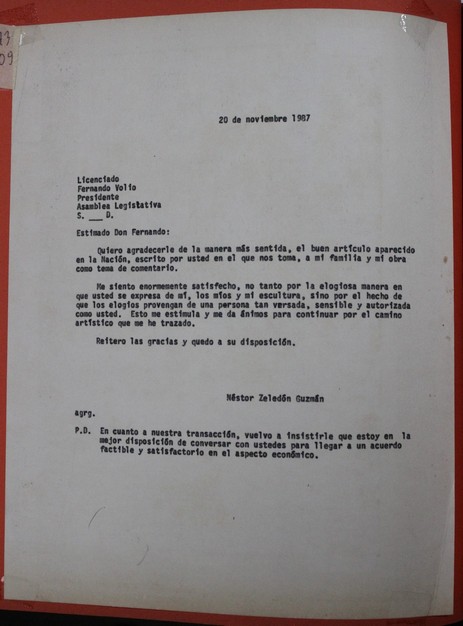 43
09
20 de noviembre 1987
Licenciado
Fernando Volio
Presidente
Asamblea Legislativa
S. ___ D.
Estimado Don Fernando:
Quiero agradecerle de la manera más sentida, el buen artículo aparecido
en la Nación, escrito por usted en el que nos toma, a mi familia y mi obra
como tema de comentario.
Me siento enormemente satisfecho, no tanto por la elogiosa manera en
que usted se expresa de mí, los míos y mi escultura, sino por el hecho de
que los elogios provengan de una persona tan versada, sensible y autorizada
como usted. Esto me estimula y me da ánimos para continuar por el camino
artístico que me he trazado.
Reitero las gracias y quedo a su disposición.
Néstor Zeledón Guzmán
agrg.
P.D. En cuanto a nuestra transacción, vuelvo a insistirle que estoy en la
mejor disposición de conversar con ustedes para llegar a un acuerdo
factible y satisfactorio en el aspecto económico.